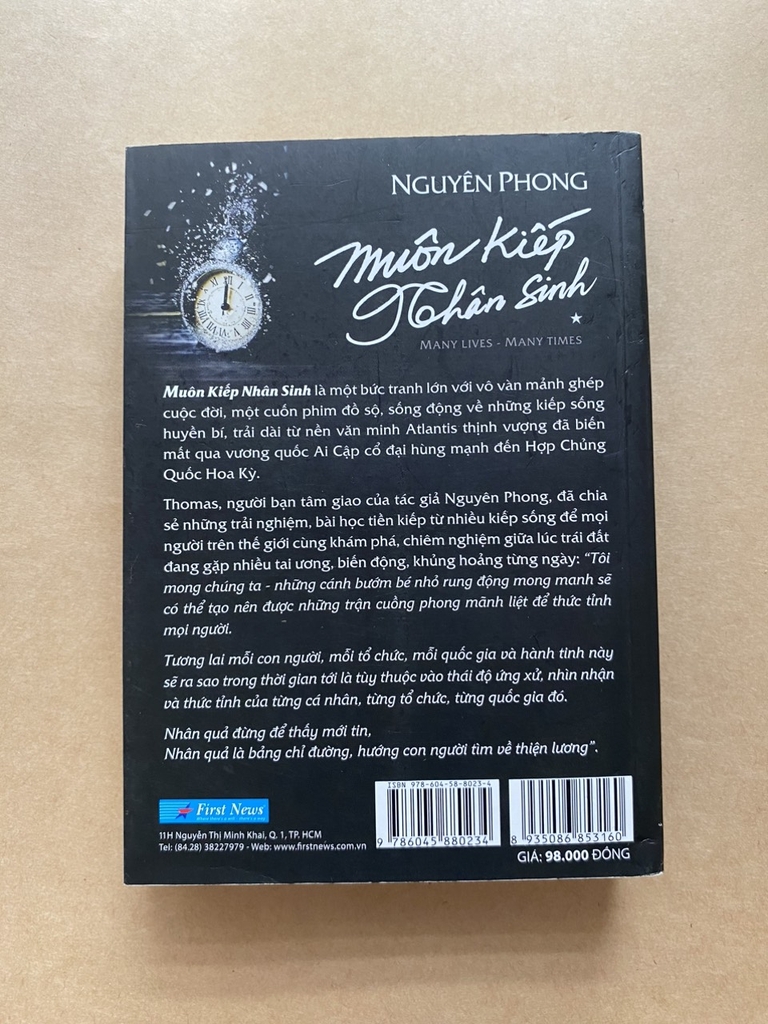 NGUYÊN PHONG
Muôn Kiếp
Nhân Sinh
MANY LIVES - MANY TIMES
Muôn Kiếp Nhân Sinh là một bức tranh lớn với vô vàn mảnh ghép
cuộc đời, một cuốn phim đồ sộ, sống động về những kiếp sống
huyền bí, trải dài từ nền văn minh Atlantis thịnh vượng đã biến
mất qua vương quốc Ai Cập cổ đại hùng mạnh đến Hợp Chủng
Quốc Hoa Kỳ.
Thomas, người bạn tâm giao của tác giả Nguyên Phong, đã chia
sẻ những trải nghiệm, bài học tiền kiếp từ nhiều kiếp sống để mọi
người trên thế giới cùng khám phá, chiêm nghiệm giữa lúc trái đất
đang gặp nhiều tai ương, biến động, khủng hoảng từng ngày: “Tôi
mong chúng ta - những cánh bướm bé nhỏ rung động mong manh sẽ
có thể tạo nên được những trận cuồng phong mãnh liệt để thức tỉnh
mọi người.
Tương lai mỗi con người, mỗi tổ chức, mỗi quốc gia và hành tinh này
sẽ ra sao trong thời gian tới là tùy thuộc vào thái độ ứng xử, nhìn nhận
và thức tỉnh của từng cá nhân, từng tổ chức, từng quốc gia đó.
Nhân quả đừng để thấy mới tin,
Nhân quả là bảng chỉ đường, hướng con người tìm về thiện lương”.
First News
11H Nguyễn Thị Minh Khai, Q. 1, TP. HCM
Tel: (84.28) 38227979 - Web: www.firstnews.com.vn
ISBN 978-604-58-8023-4
9 786045 880234
8 935086 853160
GIÁ: 98.000 ĐỒNG